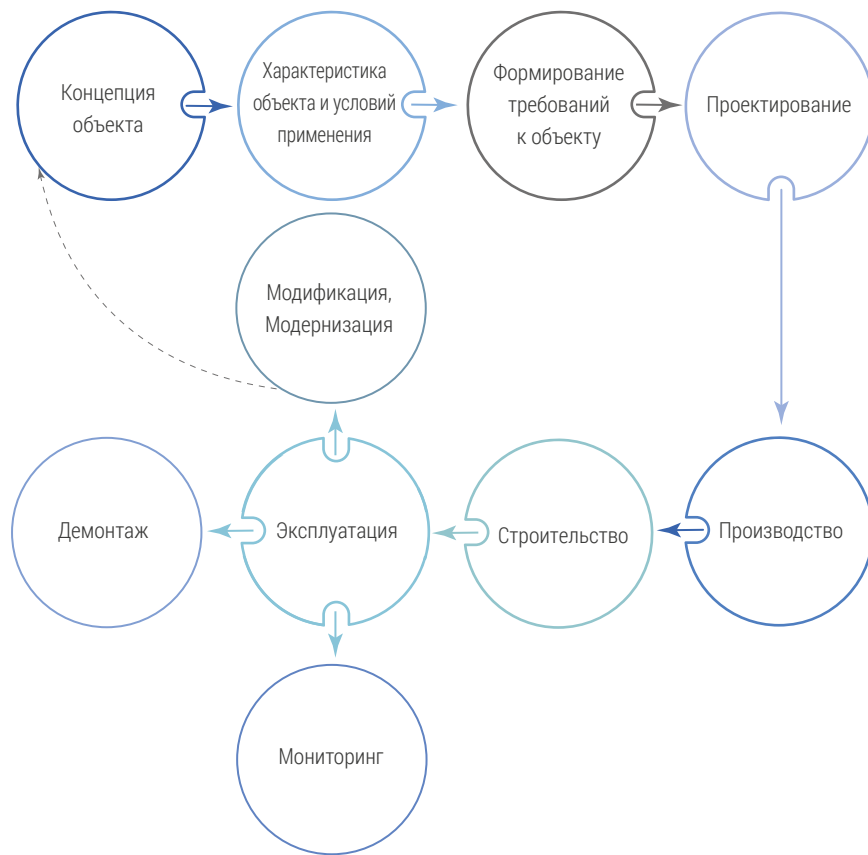 Концепция
объекта
Характеристика
объекта и условий
применения
Формирование
требований
к объекту
Проектирование
Модификация,
Модернизация
Демонтаж
Эксплуатация
Строительство
Производство
Мониторинг